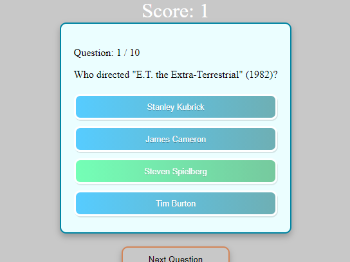 Score: 1
Question: 1 / 10
Who directed "E.T. the Extra-Terrestrial" (1982)?
Stanley Kubrick
James Cameron
Steven Spielberg
Tim Burton
Next Question